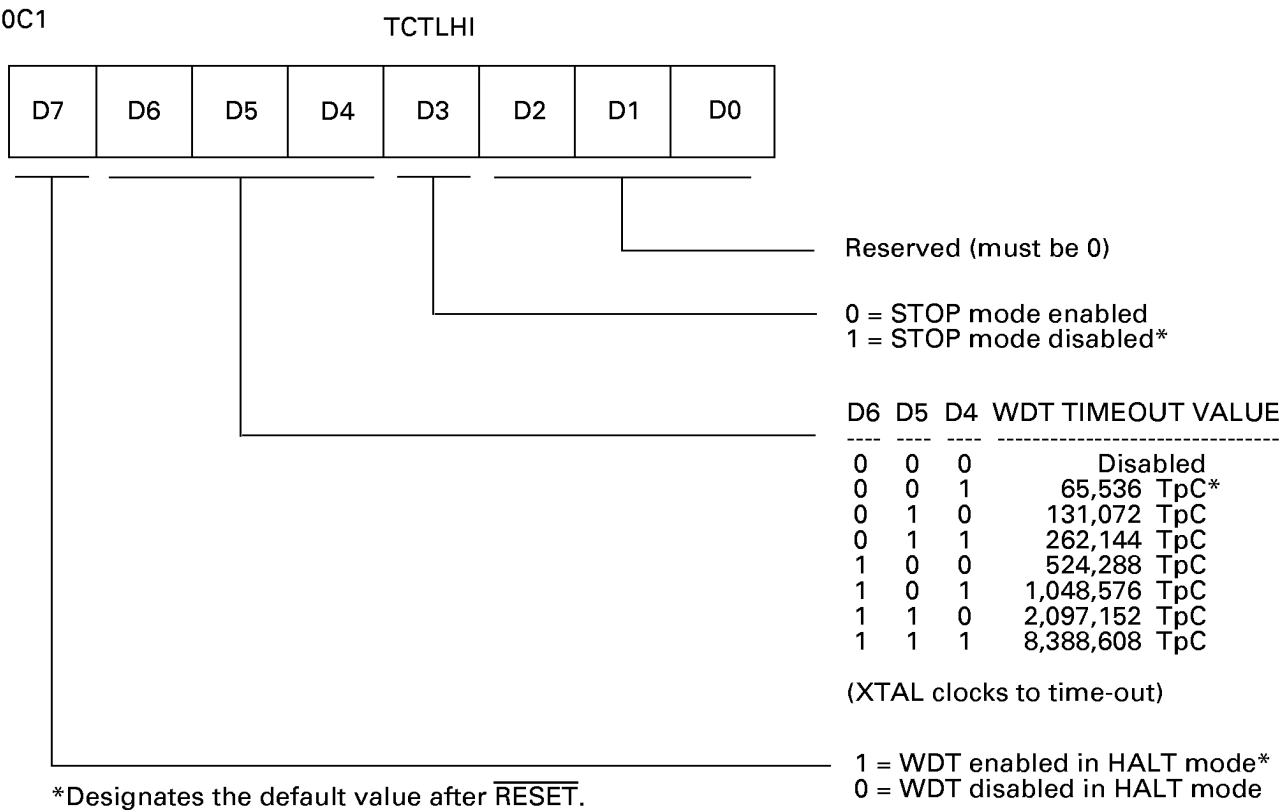 0C1
TCTLHI
D7 D6 D5 D4 D3 D2 D1 D0
Reserved (must be 0)
0 = STOP mode enabled
1 = STOP mode disabled*
D6 D5 D4 WDT TIMEOUT VALUE
---- ---- ---- --------------------------------
0 0 0 Disabled
0 0 1 65,536 TpC*
0 1 0 131,072 TpC
0 1 1 262,144 TpC
1 0 0 524,288 TpC
1 0 1 1,048,576 TpC
1 1 0 2,097,152 TpC
1 1 1 8,388,608 TpC
(XTAL clocks to time-out)
1 = WDT enabled in HALT mode*
0 = WDT disabled in HALT mode
*Designates the default value after RESET.